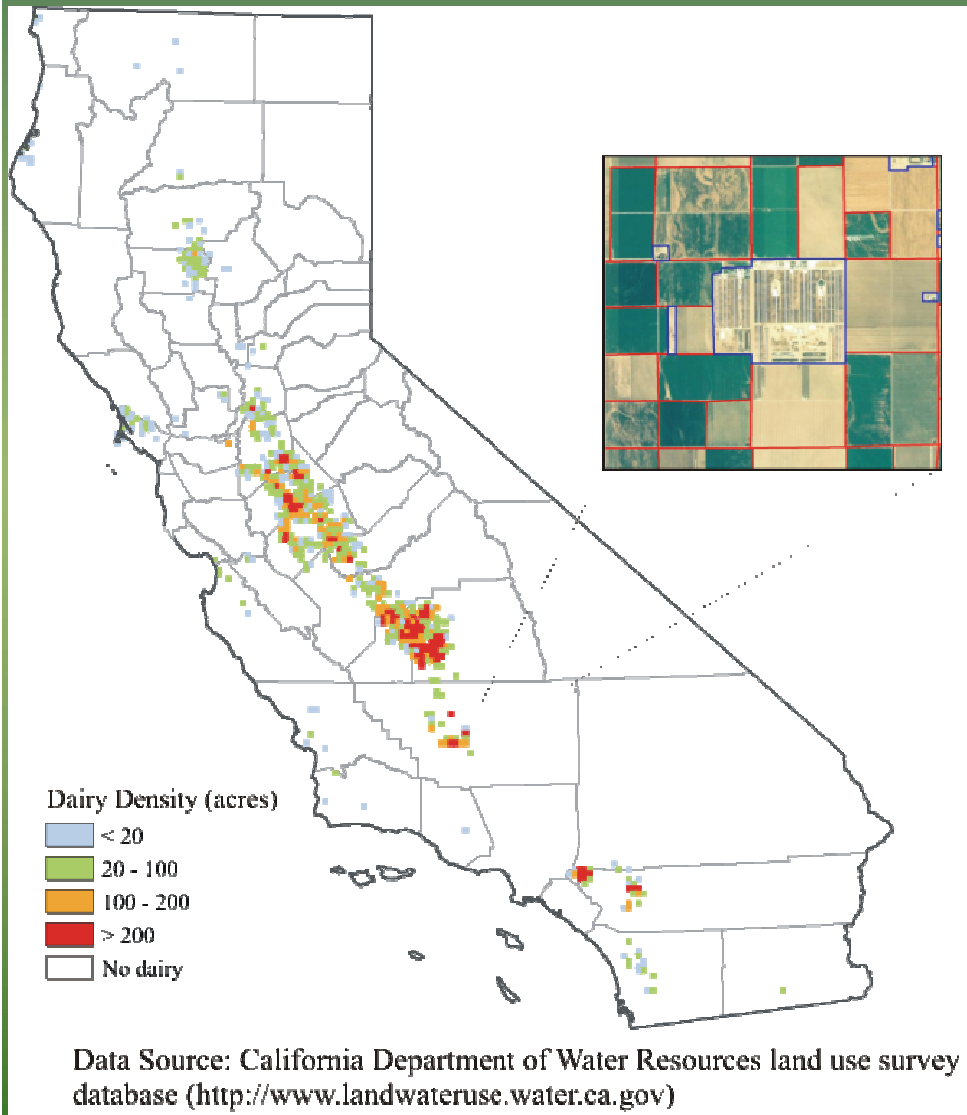 Dairy Density (acres)
< 20
20 - 100
100 - 200
> 200
No dairy
Data Source: California Department of Water Resources land use survey
database (http://www.landwateruse.water.ca.gov)